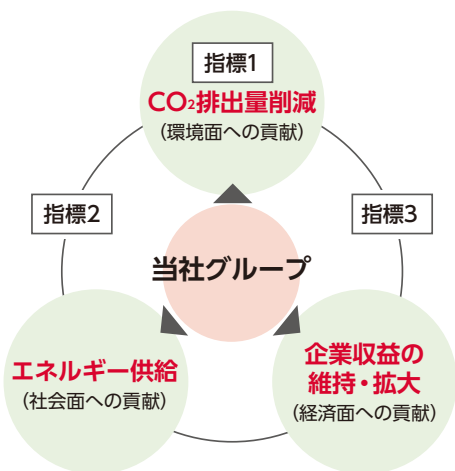 指標1
CO₂排出量削減
（環境面への貢献）
指標2
指標3
当社グループ
エネルギー供給
（社会面への貢献）
企業収益の
維持・拡大
（経済面への貢献）